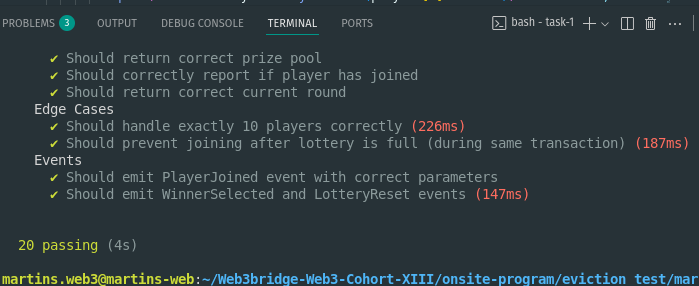 PROBLEMS 3 OUTPUT DEBUG CONSOLE TERMINAL PORTS bash - task-1
✔ Should return correct prize pool
✔ Should correctly report if player has joined
✔ Should return correct current round
Edge Cases
✔ Should handle exactly 10 players correctly (226ms)
✔ Should prevent joining after lottery is full (during same transaction) (187ms)
Events
✔ Should emit PlayerJoined event with correct parameters
✔ Should emit WinnerSelected and LotteryReset events (147ms)
20 passing (4s)
martins.web3@martins-web:~/Web3bridge-Web3-Cohort-XIII/onsite-program/eviction test/mar